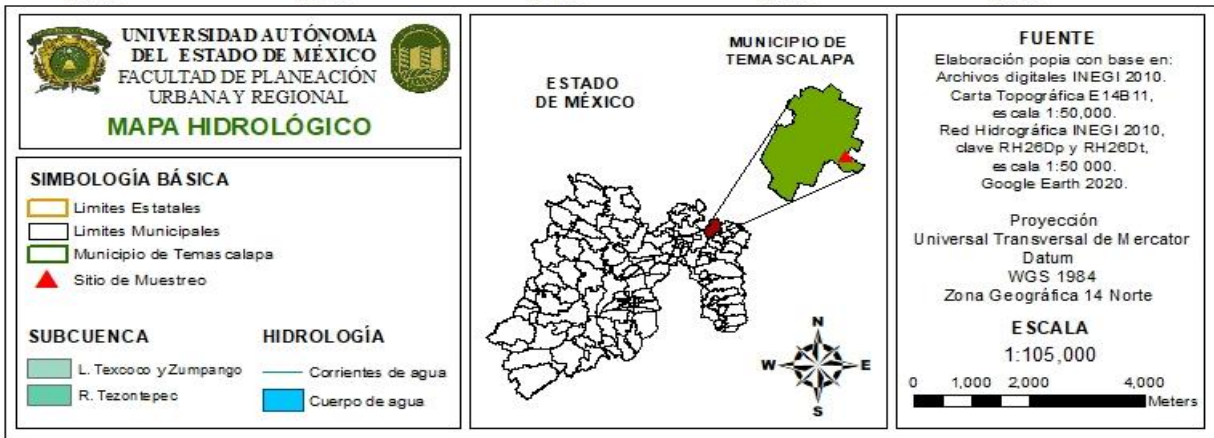 UNIVERSIDAD AUTÓNOMA
DEL ESTADO DE MÉXICO
FACULTAD DE PLANEACIÓN
URBANA Y REGIONAL
MAPA HIDROLÓGICO
SIMBOLOGÍA BÁSICA
Limites Estatales
Limites Municipales
Municipio de Temascalapa
Sitio de Muestreo
SUBCUENCA
L. Texcoco y Zumpango
R. Tezontepec
HIDROLOGÍA
Corrientes de agua
Cuerpo de agua
ESTADO
DE MÉXICO
MUNICIPIO DE
TEMASCALAPA
N
W
E
S
FUENTE
Elaboración popia con base en:
Archivos digitales INEGI 2010.
Carta Topográfica E14B11,
escala 1:50,000.
Red Hidrográfica INEGI 2010,
clave RH26Dp y RH26Dt,
escala 1:50 000.
Google Earth 2020.
Proyección
Universal Transversal de Mercator
Datum
WGS 1984
Zona Geográfica 14 Norte
ESCALA
1:105,000
0 1,000 2,000 4,000
Meters